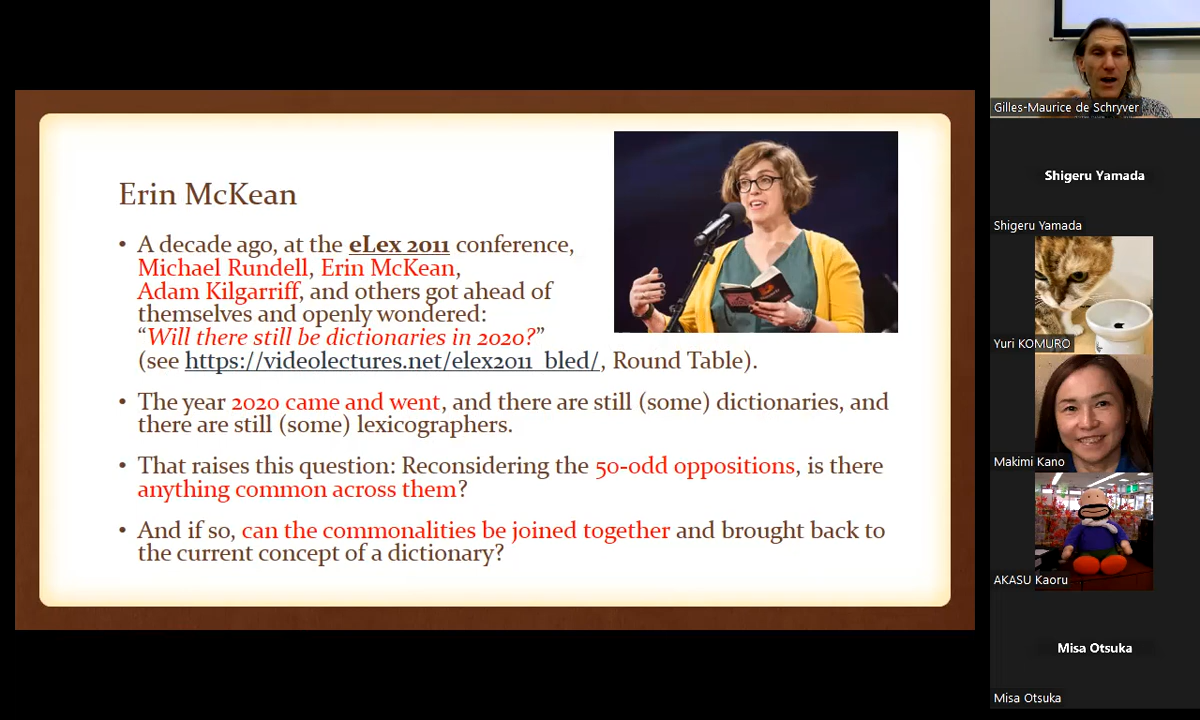 Erin McKean
• A decade ago, at the eLex 2011 conference,
Michael Rundell, Erin McKean,
Adam Kilgarriff, and others got ahead of
themselves and openly wondered:
“Will there still be dictionaries in 2020?”
(see https://videolectures.net/elex2011_bled/, Round Table).
• The year 2020 came and went, and there are still (some) dictionaries, and
there are still (some) lexicographers.
• That raises this question: Reconsidering the 50-odd oppositions, is there
anything common across them?
• And if so, can the commonalities be joined together and brought back to
the current concept of a dictionary?
Gilles-Maurice de Schryver
Shigeru Yamada
Shigeru Yamada
Yuri KOMURO
Makimi Kano
AKASU Kaoru
Misa Otsuka
Misa Otsuka